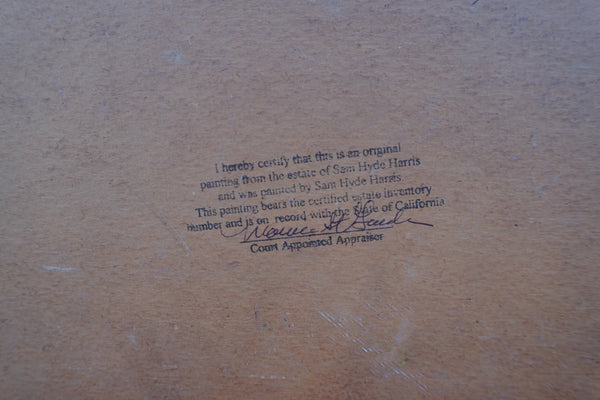 I hereby certify that this is an original
painting from the estate of Sam Hyde Harris
and was painted by Sam Hyde Harris.
This painting bears the certified estate inventory
number and is on record with the State of California
Court Appointed Appraiser